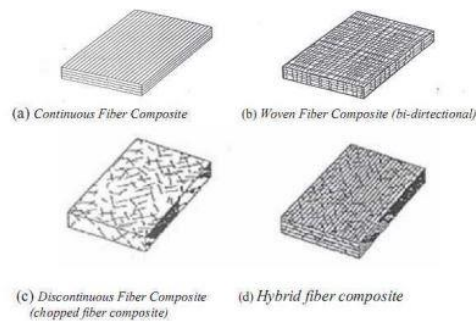 (a) Continuous Fiber Composite
(b) Woven Fiber Composite (bi-dirtectional)
(c) Discontinuous Fiber Composite
(chopped fiber composite)
(d) Hybrid fiber composite